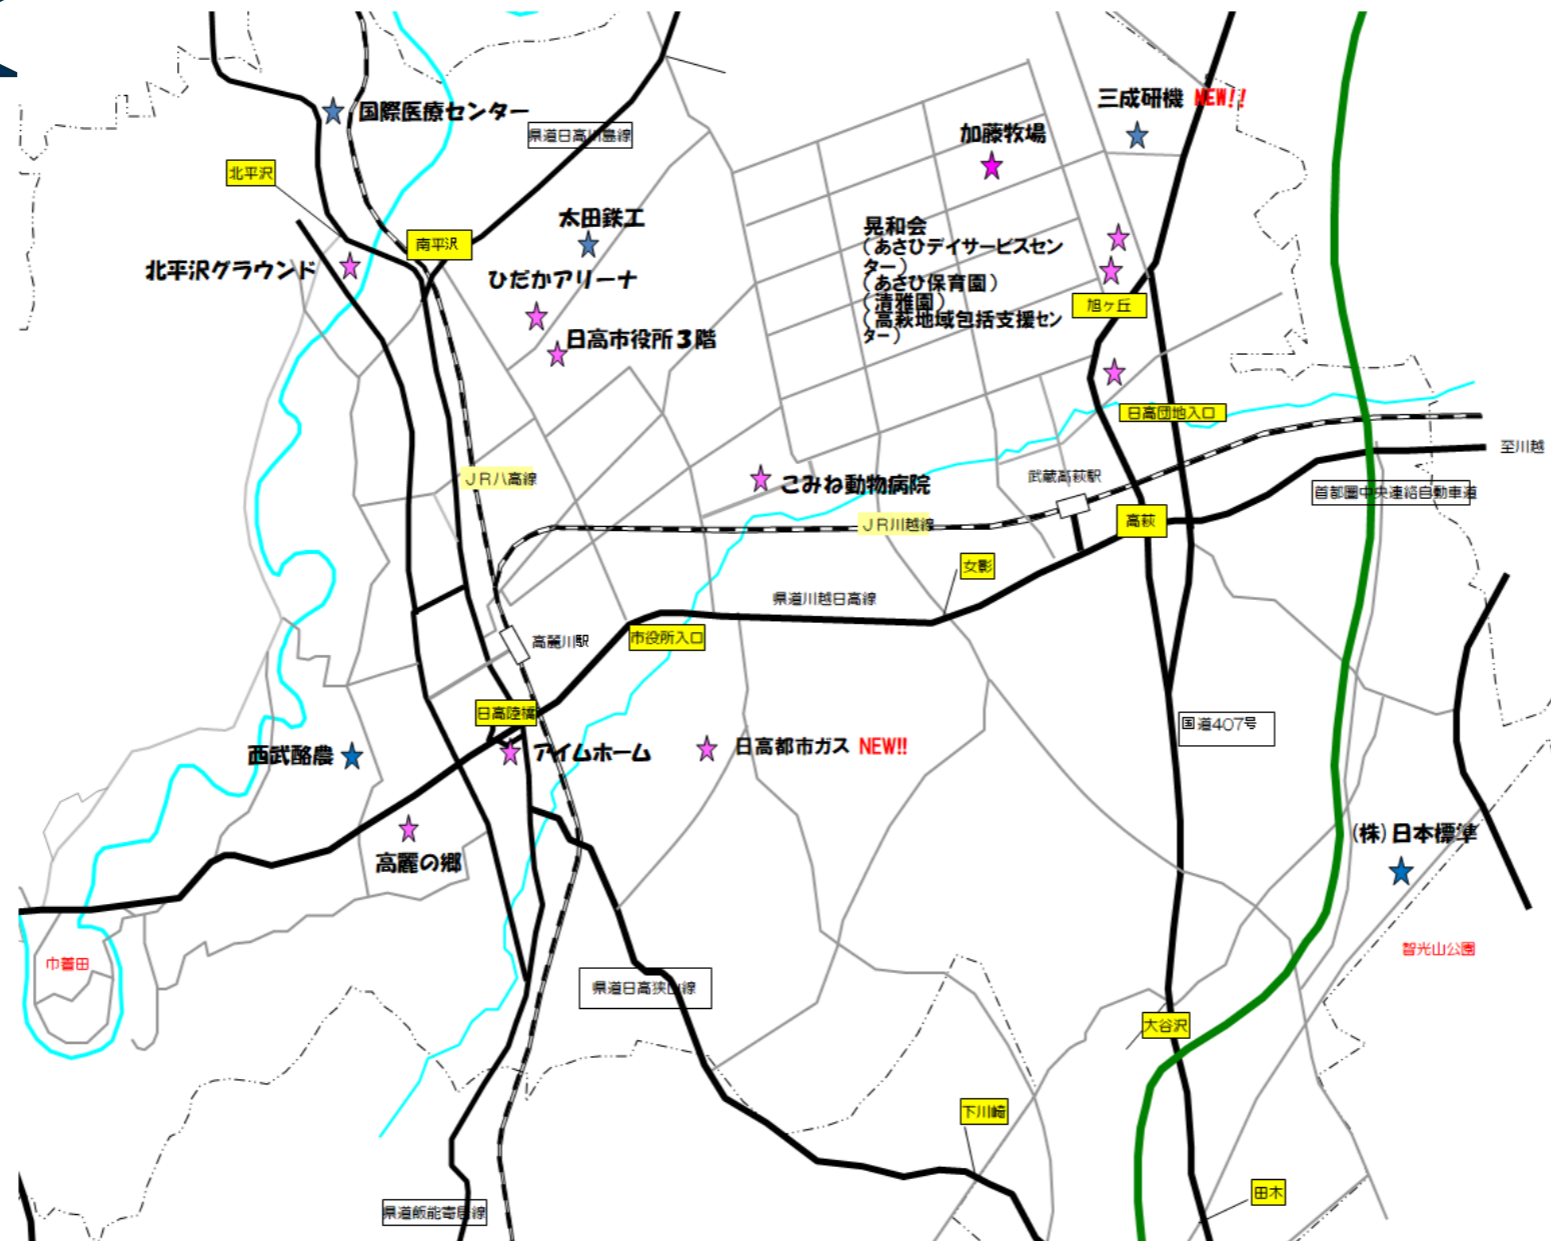 三成研機 NEW!!
国際医療センター
県道日高川島線
加藤牧場
北平沢
太田鉄工
晃和会
（あさひデイサービスセン
ター）
（あさひ保育園）
（清雅園）
（高萩地域包括支援セン
ター）
南平沢
北平沢グラウンド
ひだかアリーナ
旭ヶ丘
日高市役所３階
日高団地入口
至川越
ＪＲ八高線
こみね動物病院
武蔵高萩駅
首都圏中央連絡自動車道
ＪＲ川越線
高萩
女影
県道川越日高線
市役所入口
高麗川駅
日高陸橋
国道407号
西武酪農
アイムホーム
日高都市ガス NEW!!
(株)日本標準
高麗の郷
智光山公園
巾着田
県道日高狭山線
大谷沢
下川崎
田木
県道飯能寄居線